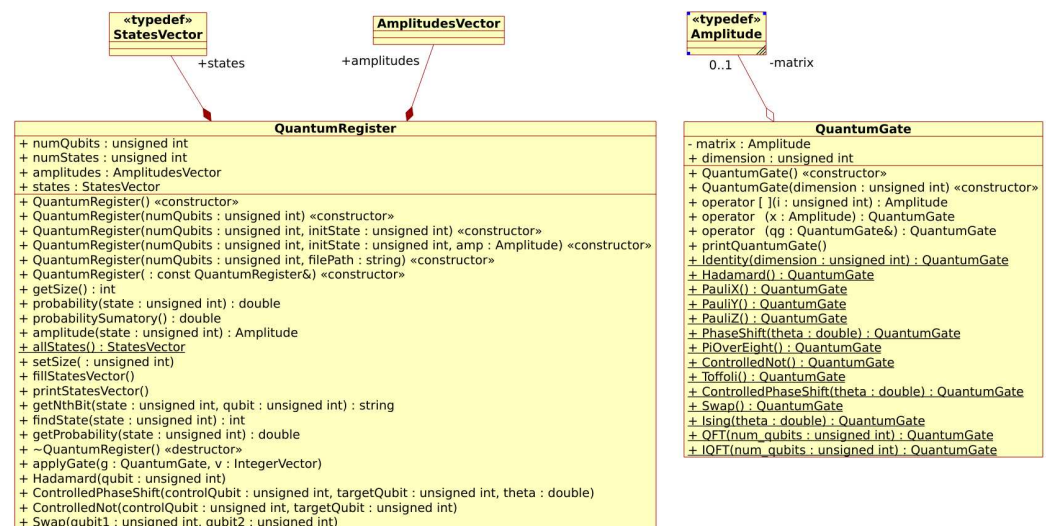 «typedef»
StatesVector
+states
AmplitudesVector
+amplitudes
QuantumRegister
+ numQubits : unsigned int
+ numStates : unsigned int
+ amplitudes : AmplitudesVector
+ states : StatesVector
+ QuantumRegister() «constructor»
+ QuantumRegister(numQubits : unsigned int) «constructor»
+ QuantumRegister(numQubits : unsigned int, initState : unsigned int) «constructor»
+ QuantumRegister(numQubits : unsigned int, initState : unsigned int, amp : Amplitude) «constructor»
+ QuantumRegister(numQubits : unsigned int, filePath : string) «constructor»
+ QuantumRegister( : const QuantumRegister&) «constructor»
+ getSize() : int
+ probability(state : unsigned int) : double
+ probabilitySumatory() : double
+ amplitude(state : unsigned int) : Amplitude
+ allStates() : StatesVector
+ setSize( : unsigned int)
+ fillStatesVector()
+ printStatesVector()
+ getNthBit(state : unsigned int, qubit : unsigned int) : string
+ findState(state : unsigned int) : int
+ getProbability(state : unsigned int) : double
+ ~QuantumRegister() «destructor»
+ applyGate(g : QuantumGate, v : IntegerVector)
+ Hadamard(qubit : unsigned int)
+ ControlledPhaseShift(controlQubit : unsigned int, targetQubit : unsigned int, theta : double)
+ ControlledNot(controlQubit : unsigned int, targetQubit : unsigned int)
+ Swap(qubit1 : unsigned int, qubit2 : unsigned int)
«typedef»
Amplitude
0..1
-matrix
QuantumGate
- matrix : Amplitude
+ dimension : unsigned int
+ QuantumGate() «constructor»
+ QuantumGate(dimension : unsigned int) «constructor»
+ operator [ ](i : unsigned int) : Amplitude
+ operator (x : Amplitude) : QuantumGate
+ operator (qg : QuantumGate&) : QuantumGate
+ printQuantumGate()
+ Identity(dimension : unsigned int) : QuantumGate
+ Hadamard() : QuantumGate
+ PauliX() : QuantumGate
+ PauliY() : QuantumGate
+ PauliZ() : QuantumGate
+ PhaseShift(theta : double) : QuantumGate
+ PiOverEight() : QuantumGate
+ ControlledNot() : QuantumGate
+ Toffoli() : QuantumGate
+ ControlledPhaseShift(theta : double) : QuantumGate
+ Swap() : QuantumGate
+ Ising(theta : double) : QuantumGate
+ QFT(num_qubits : unsigned int) : QuantumGate
+ IQFT(num_qubits : unsigned int) : QuantumGate